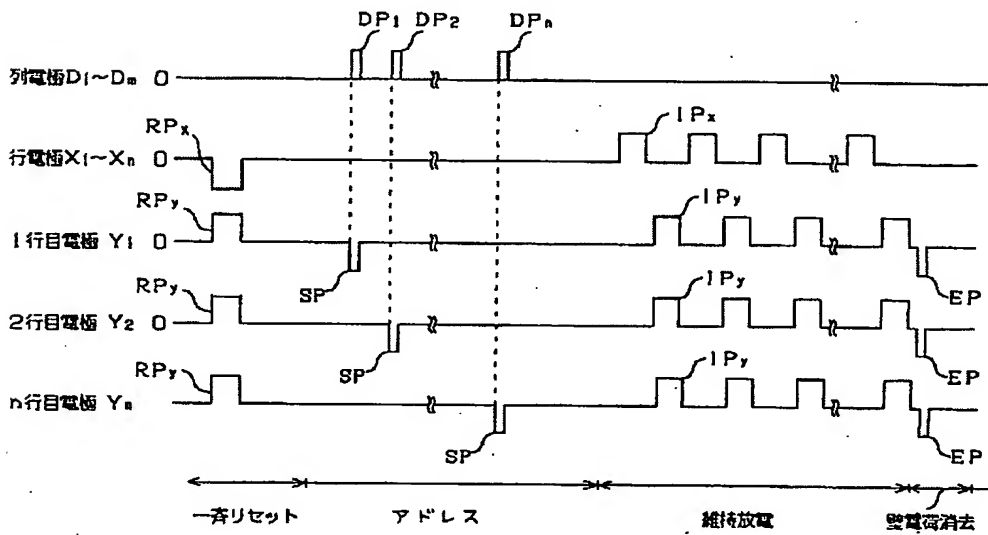 DP1 DP2 DPn
列電極D1〜Dm 0
RPx IPx
行電極X1〜Xn 0
RPy IPy
1行目電極 Y1 0
SP EP
RPy IPy
2行目電極 Y2 0
SP EP
RPy IPy
n行目電極 Yn
SP EP
一斉リセット アドレス 維持放電 壁電荷消去